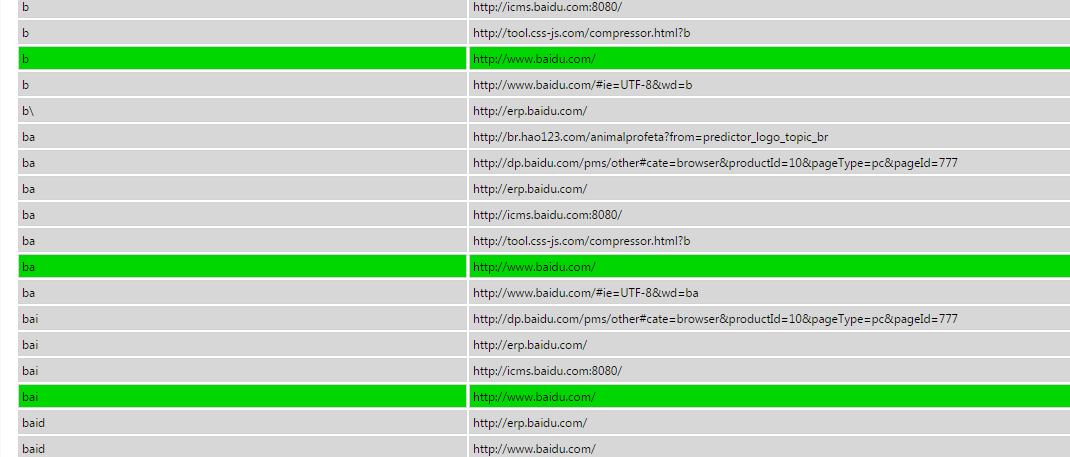 b http://icms.baidu.com:8080/
b http://tool.css-js.com/compressor.html?b
b http://www.baidu.com/
b http://www.baidu.com/#ie=UTF-8&wd=b
b\ http://erp.baidu.com/
ba http://br.hao123.com/animalprofeta?from=predictor_logo_topic_br
ba http://dp.baidu.com/pms/other#cate=browser&productId=10&pageType=pc&pageId=777
ba http://erp.baidu.com/
ba http://icms.baidu.com:8080/
ba http://tool.css-js.com/compressor.html?b
ba http://www.baidu.com/
ba http://www.baidu.com/#ie=UTF-8&wd=ba
bai http://dp.baidu.com/pms/other#cate=browser&productId=10&pageType=pc&pageId=777
bai http://erp.baidu.com/
bai http://icms.baidu.com:8080/
bai http://www.baidu.com/
baid http://erp.baidu.com/
baid http://www.baidu.com/